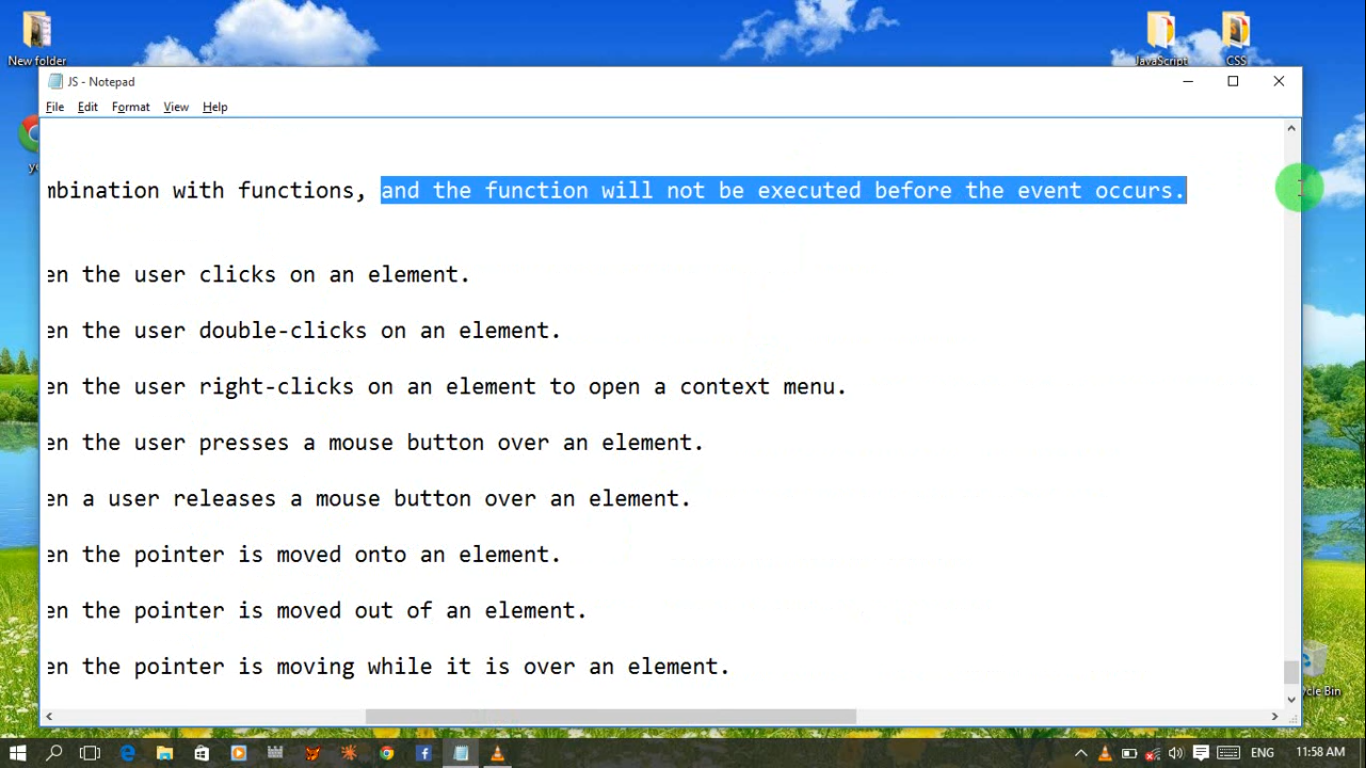 New folder
JavaScript
CSS
JS - Notepad
File Edit Format View Help
mbination with functions, and the function will not be executed before the event occurs.
en the user clicks on an element.
en the user double-clicks on an element.
en the user right-clicks on an element to open a context menu.
en the user presses a mouse button over an element.
en a user releases a mouse button over an element.
en the pointer is moved onto an element.
en the pointer is moved out of an element.
en the pointer is moving while it is over an element.
cle Bin
ENG
11:58 AM